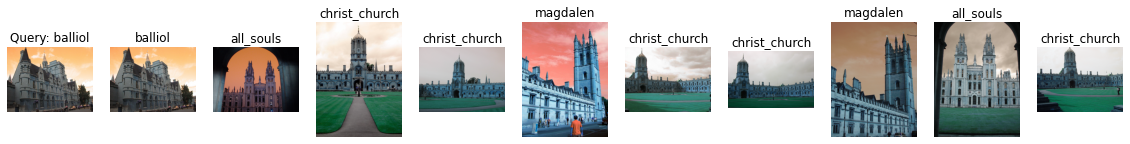 Query: balliol
balliol
all_souls
christ_church
christ_church
magdalen
christ_church
christ_church
magdalen
all_souls
christ_church